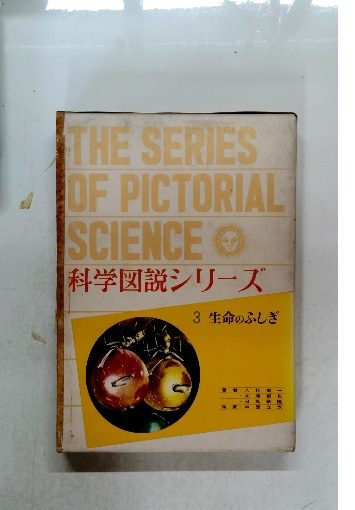 THE SERIES
OF PICTORIAL
SCIENCE
科学図説シリーズ
3 生命のふしぎ